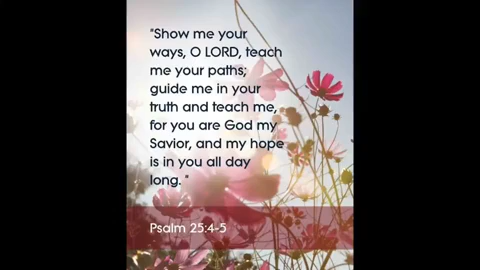 "Show me your
ways, O LORD, teach
me your paths;
guide me in your
truth and teach me,
for you are God my
Savior, and my hope
is in you all day
long. "
Psalm 25:4-5